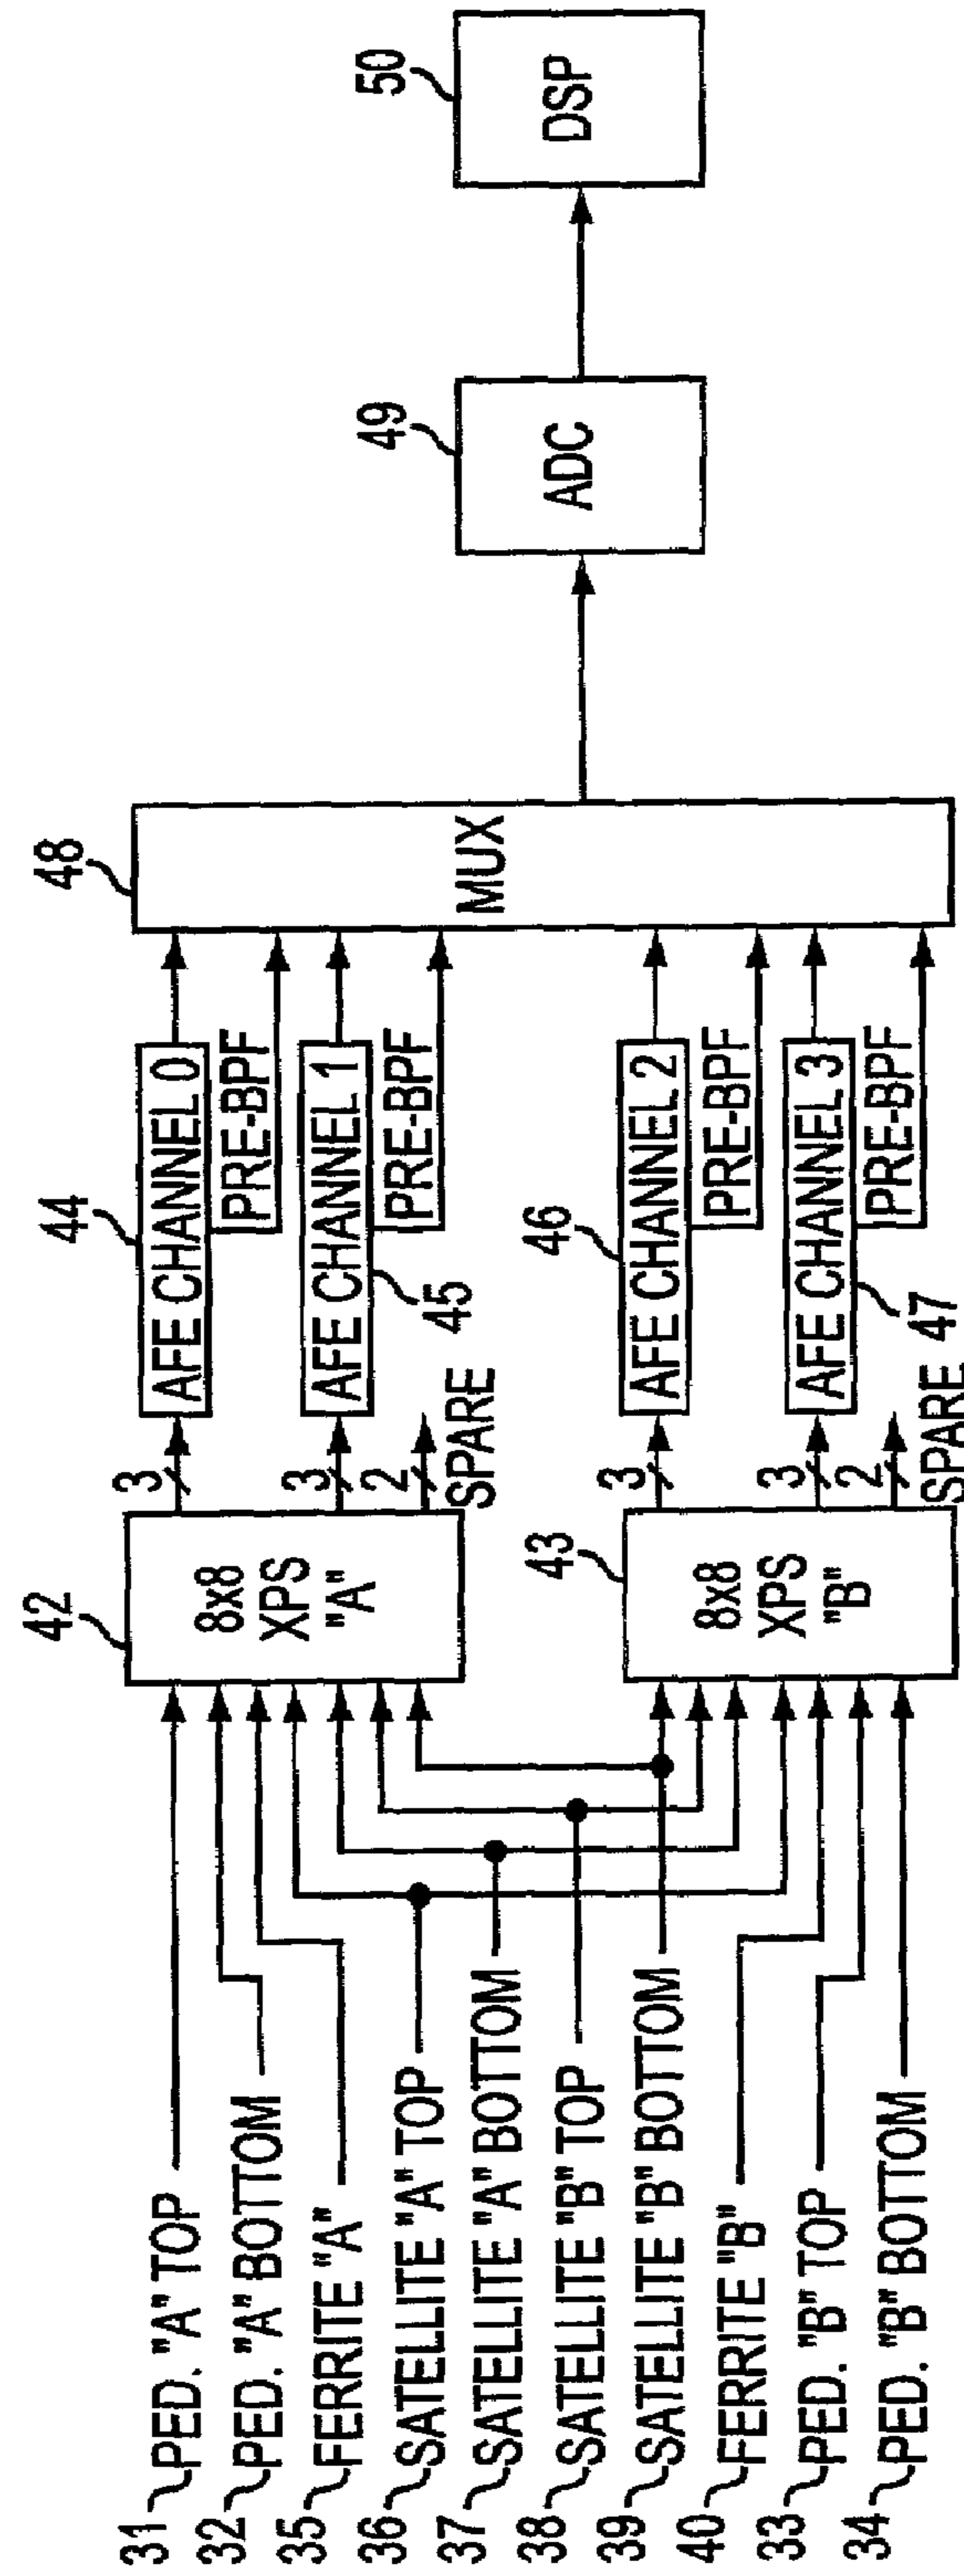 31 PED. "A" TOP
32 PED. "A" BOTTOM
35 FERRITE "A"
36 SATELLITE "A" TOP
37 SATELLITE "A" BOTTOM
38 SATELLITE "B" TOP
39 SATELLITE "B" BOTTOM
40 FERRITE "B"
33 PED. "B" TOP
34 PED. "B" BOTTOM
42
8x8
XPS
"A"
43
8x8
XPS
"B"
3
3
2
SPARE
3
3
2
SPARE
44
AFE CHANNEL 0
PRE-BPF
AFE CHANNEL 1
45
PRE-BPF
46
AFE CHANNEL 2
PRE-BPF
AFE CHANNEL 3
47
PRE-BPF
48
MUX
49
ADC
50
DSP